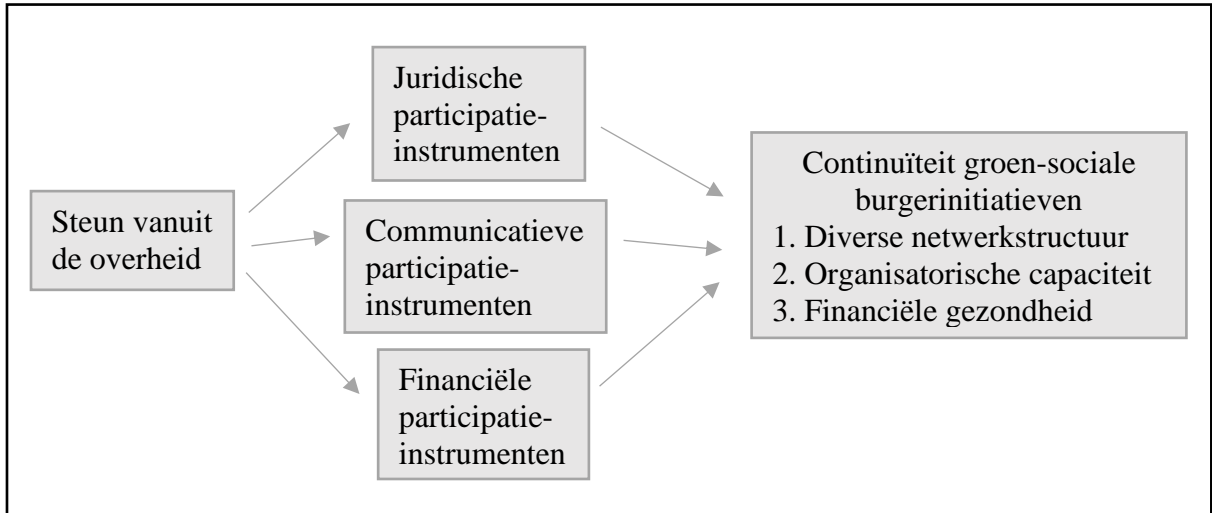 Steun vanuit
de overheid
Juridische
participatie-
instrumenten
Communicatieve
participatie-
instrumenten
Financiële
participatie-
instrumenten
Continuïteit groen-sociale
burgerinitiatieven
1. Diverse netwerkstructuur
2. Organisatorische capaciteit
3. Financiële gezondheid